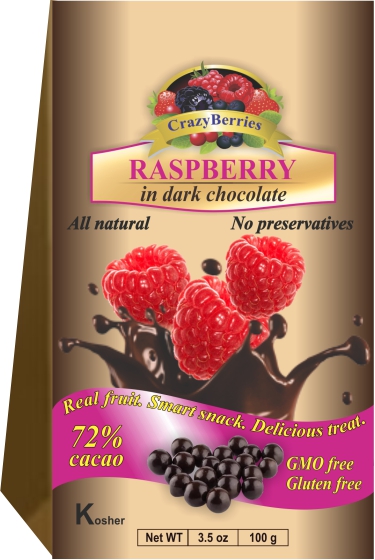 CrazyBerries
RASPBERRY
in dark chocolate
All natural No preservatives
Real fruit. Smart snack. Delicious treat.
72%
cacao
GMO free
Gluten free
Kosher
Net WT 3.5 oz 100 g